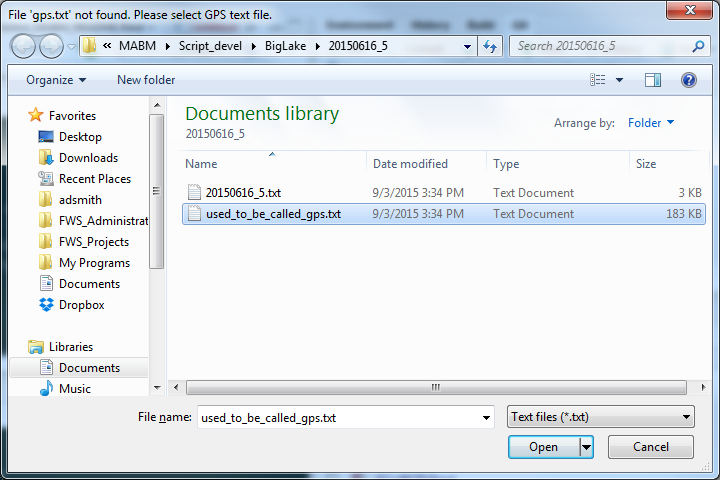 File 'gps.txt' not found. Please select GPS text file.
« MABM ▸ Script_devel ▸ BigLake ▸ 20150616_5
Search 20150616_5
Organize
New folder
Favorites
Desktop
Downloads
Recent Places
adsmith
FWS_Administrat
FWS_Projects
My Programs
Documents
Dropbox
Libraries
Documents
Music
Documents library
20150616_5
Arrange by: Folder
Name Date modified Type Size
20150616_5.txt 9/3/2015 3:34 PM Text Document 3 KB
used_to_be_called_gps.txt 9/3/2015 3:34 PM Text Document 183 KB
File name: used_to_be_called_gps.txt
Text files (*.txt)
Open
Cancel